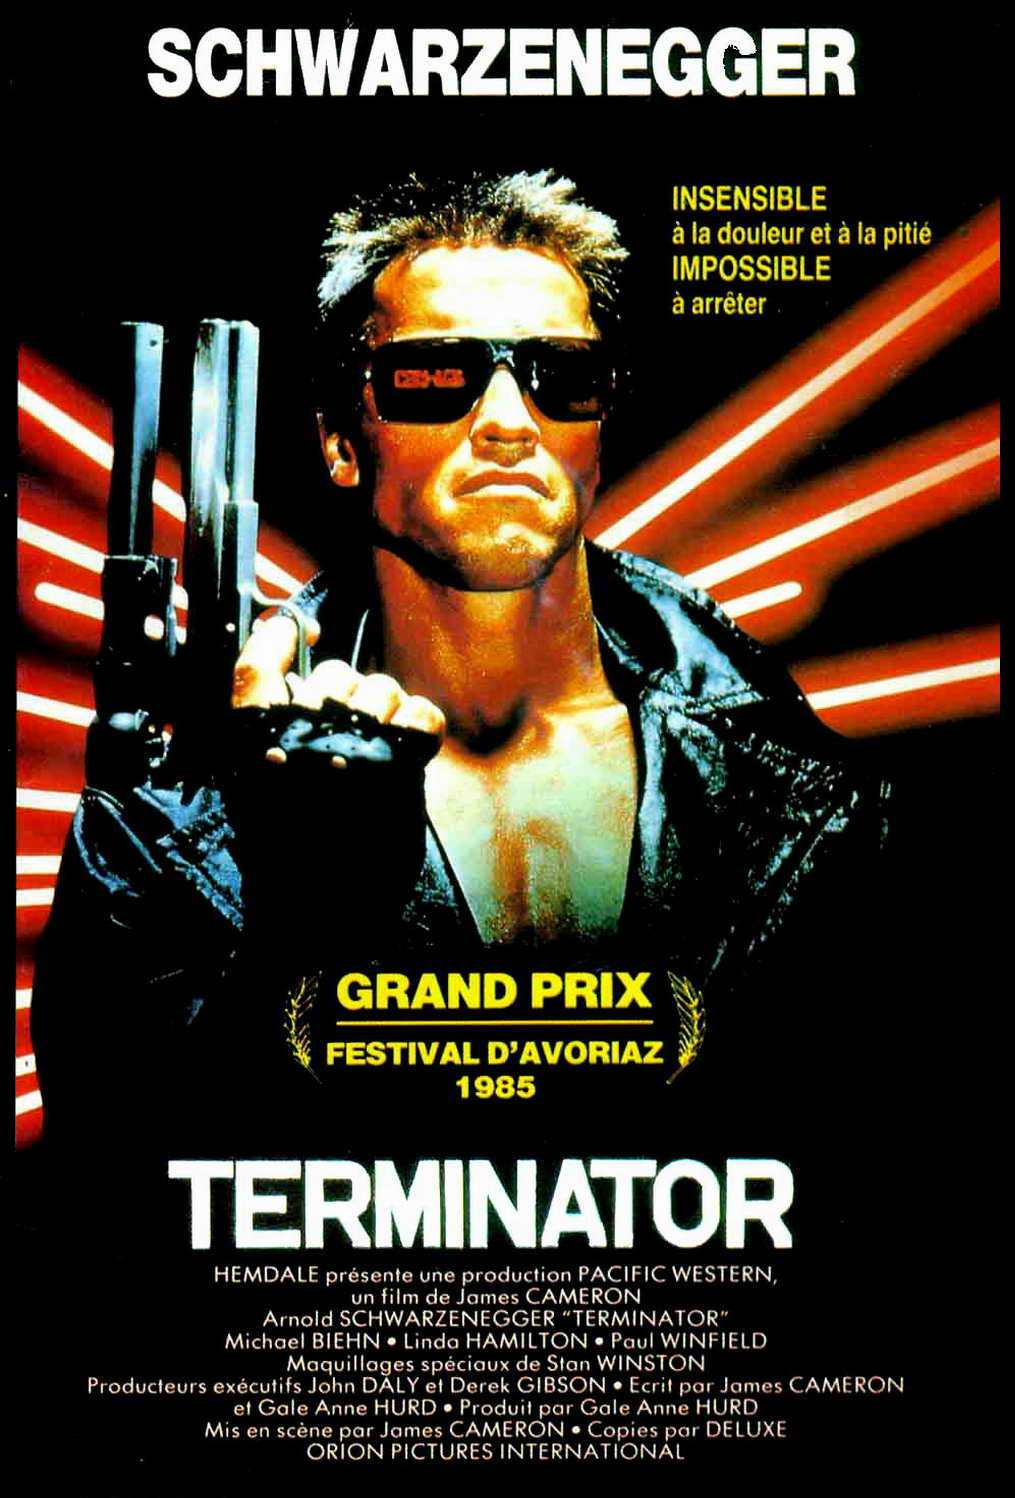 SCHWARZENEGGER
INSENSIBLE
à la douleur et à la pitié
IMPOSSIBLE
à arrêter
GRAND PRIX
FESTIVAL D'AVORIAZ
1985
TERMINATOR
HEMDALE présente une production PACIFIC WESTERN,
un film de James CAMERON
Arnold SCHWARZENEGGER "TERMINATOR"
Michael BIEHN • Linda HAMILTON • Paul WINFIELD
Maquillages spéciaux de Stan WINSTON
Producteurs exécutifs John DALY et Derek GIBSON • Ecrit par James CAMERON
et Gale Anne HURD • Produit par Gale Anne HURD
Mis en scène par James CAMERON • Copies par DELUXE
ORION PICTURES INTERNATIONAL